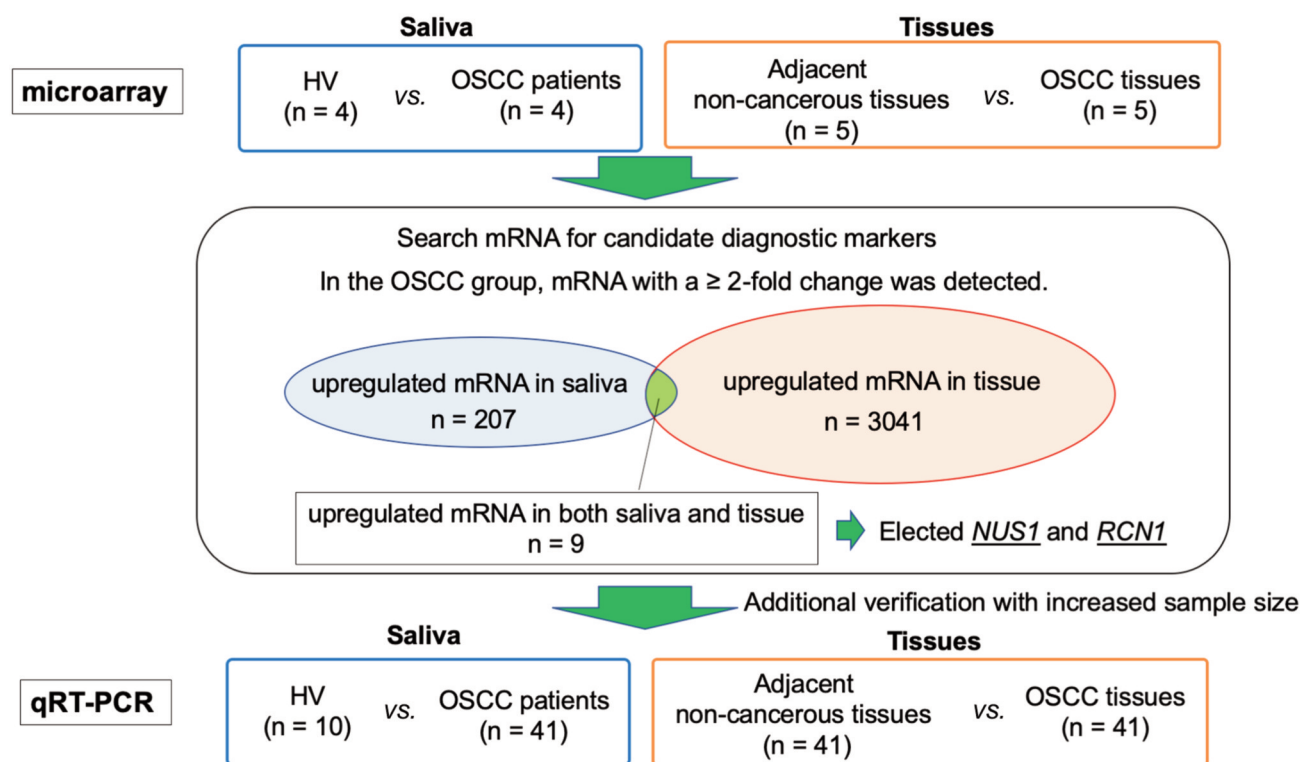 Saliva
Tissues
microarray
HV
(n = 4)
vs.
OSCC patients
(n = 4)
Adjacent
non-cancerous tissues
(n = 5)
vs.
OSCC tissues
(n = 5)
Search mRNA for candidate diagnostic markers
In the OSCC group, mRNA with a ≥ 2-fold change was detected.
upregulated mRNA in saliva
n = 207
upregulated mRNA in tissue
n = 3041
upregulated mRNA in both saliva and tissue
n = 9
Elected NUS1 and RCN1
Additional verification with increased sample size
Saliva
Tissues
qRT-PCR
HV
(n = 10)
vs.
OSCC patients
(n = 41)
Adjacent
non-cancerous tissues
(n = 41)
vs.
OSCC tissues
(n = 41)